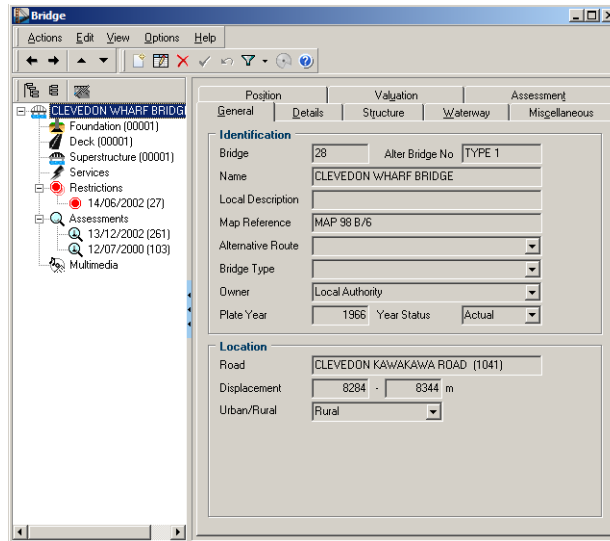 Bridge
Actions Edit View Options Help
CLEVEDON WHARF BRIDG
Foundation (00001)
Deck (00001)
Superstructure (00001)
Services
Restrictions
14/06/2002 (27)
Assessments
13/12/2002 (261)
12/07/2000 (103)
Multimedia
Position Valuation Assessment
General Details Structure Waterway Miscellaneous
Identification
Bridge 28 Alter Bridge No TYPE 1
Name CLEVEDON WHARF BRIDGE
Local Description
Map Reference MAP 98 B/6
Alternative Route
Bridge Type
Owner Local Authority
Plate Year 1966 Year Status Actual
Location
Road CLEVEDON KAWAKAWA ROAD (1041)
Displacement 8284 - 8344 m
Urban/Rural Rural